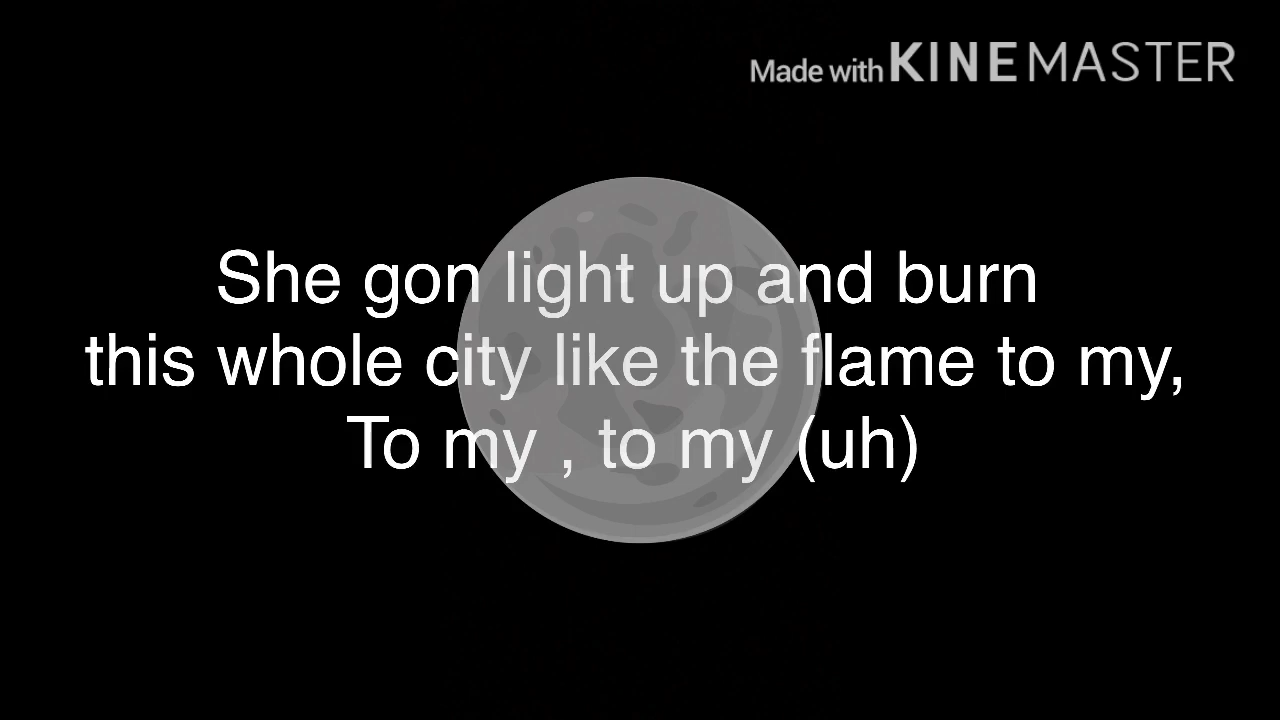 Made with KINEMASTER
She gon light up and burn
this whole city like the flame to my,
To my , to my (uh)